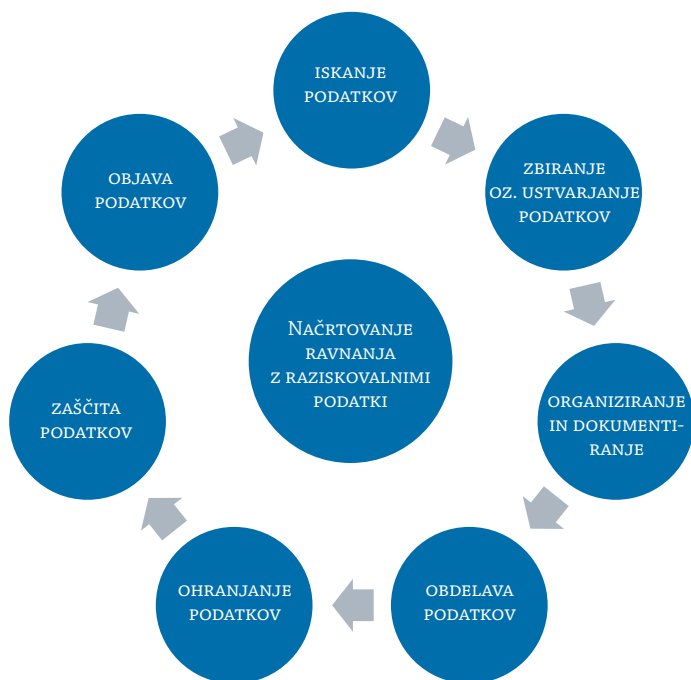 ISKANJE
PODATKOV
ZBIRANJE
OZ. USTVARJANJE
PODATKOV
ORGANIZIRANJE
IN DOKUMENTI-
RANJE
OBDELAVA
PODATKOV
OHRANJANJE
PODATKOV
ZAŠČITA
PODATKOV
OBJAVA
PODATKOV
Načrtovanje
ravnanja
z raziskovalnimi
podatki